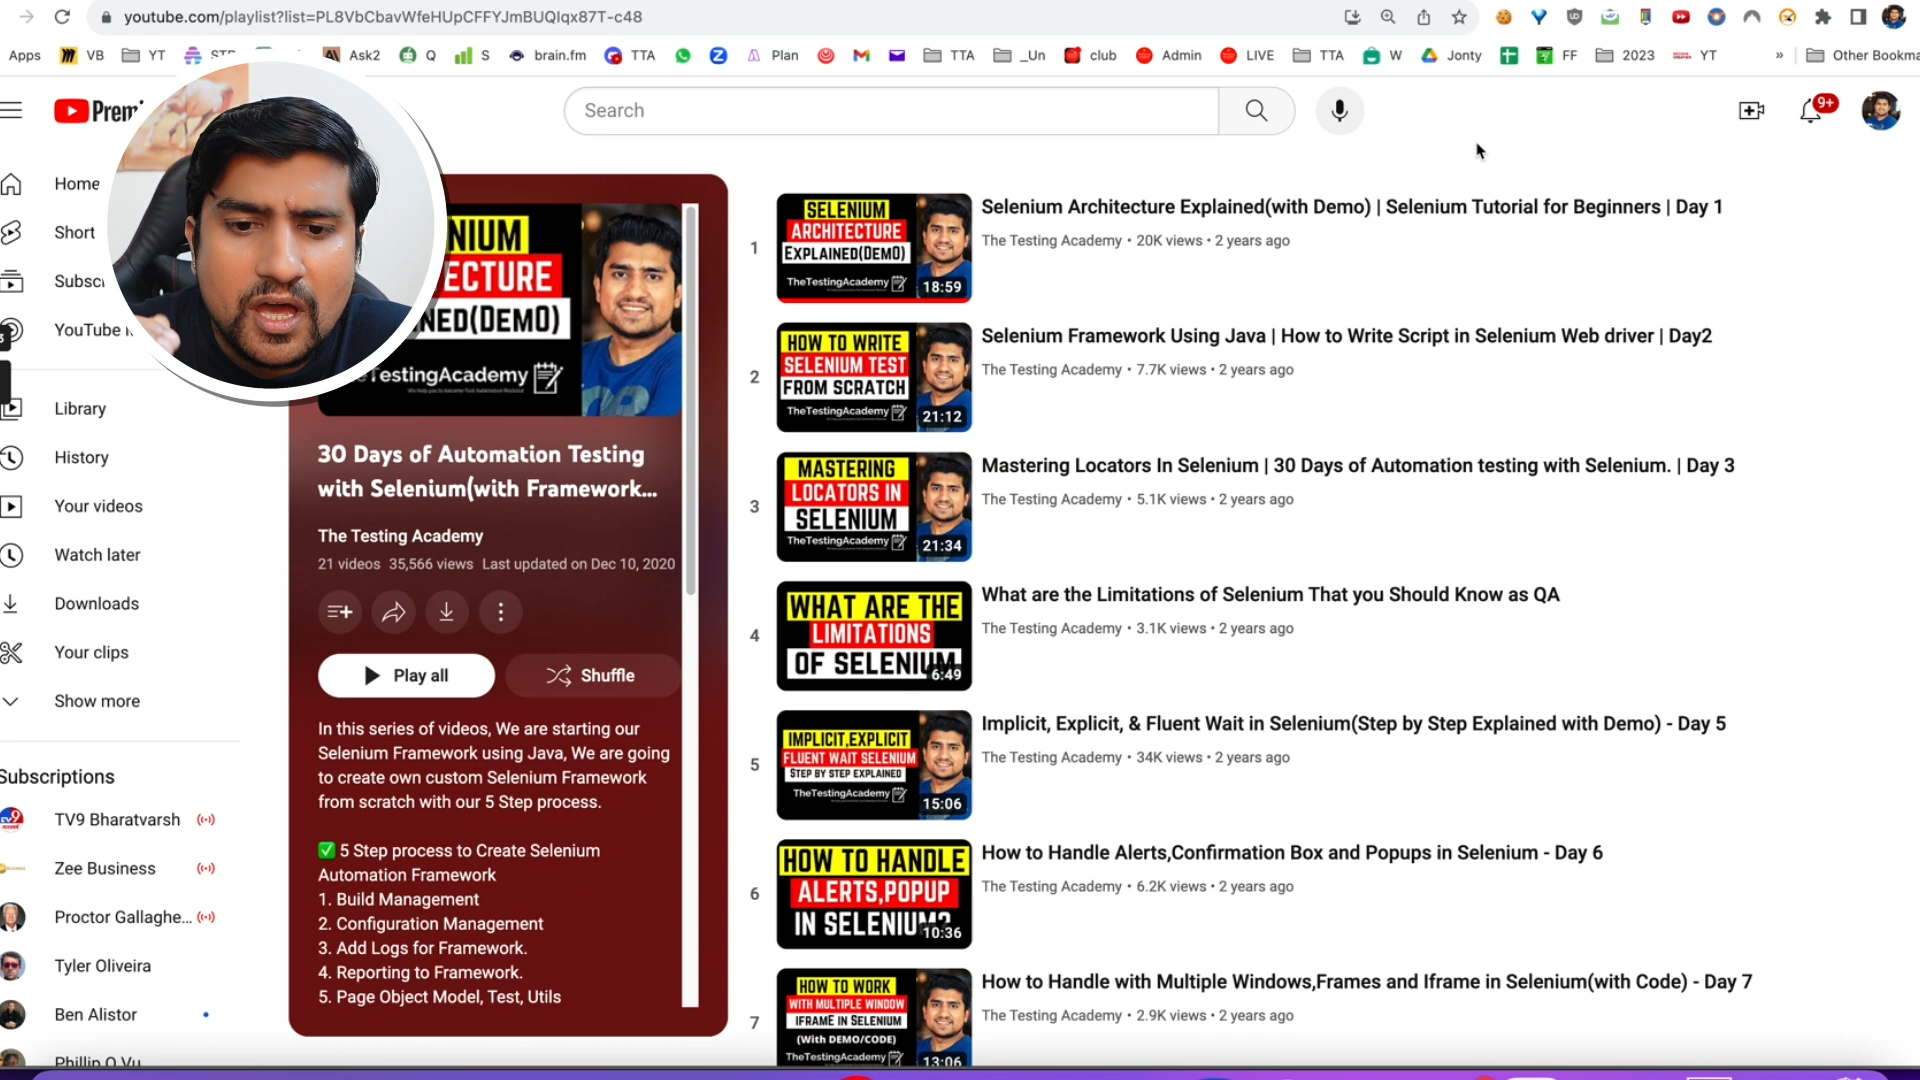 youtube.com/playlist?list=PL8VbCbavWfeHUpCFFYJmBUQIqx87T-c48
Apps VB YT Ask2 Q S brain.fm TTA Plan TTA _Un club Admin LIVE TTA W Jonty FF 2023 YT » Other Bookma
Search
9+
Home
Short
Subsc
YouTube
Library
History
Your videos
Watch later
Downloads
Your clips
Show more
Subscriptions
TV9 Bharatvarsh
Zee Business
Proctor Gallaghe...
Tyler Oliveira
Ben Alistor
Phillip O Vu
NIUM
ECTURE
NED(DEMO)
TestingAcademy
30 Days of Automation Testing
with Selenium(with Framework...
The Testing Academy
21 videos 35,566 views Last updated on Dec 10, 2020
Play all
Shuffle
In this series of videos, We are starting our
Selenium Framework using Java, We are going
to create own custom Selenium Framework
from scratch with our 5 Step process.
✅ 5 Step process to Create Selenium
Automation Framework
1. Build Management
2. Configuration Management
3. Add Logs for Framework.
4. Reporting to Framework.
5. Page Object Model, Test, Utils
1
SELENIUM
ARCHITECTURE
EXPLAINED(DEMO)
TheTestingAcademy
18:59
Selenium Architecture Explained(with Demo) | Selenium Tutorial for Beginners | Day 1
The Testing Academy • 20K views • 2 years ago
2
HOW TO WRITE
SELENIUM TEST
FROM SCRATCH
TheTestingAcademy
21:12
Selenium Framework Using Java | How to Write Script in Selenium Web driver | Day2
The Testing Academy • 7.7K views • 2 years ago
3
MASTERING
LOCATORS IN
SELENIUM
TheTestingAcademy
21:34
Mastering Locators In Selenium | 30 Days of Automation testing with Selenium. | Day 3
The Testing Academy • 5.1K views • 2 years ago
4
WHAT ARE THE
LIMITATIONS
OF SELENIUM
6:49
What are the Limitations of Selenium That you Should Know as QA
The Testing Academy • 3.1K views • 2 years ago
5
IMPLICIT,EXPLICIT
FLUENT WAIT SELENIUM
STEP BY STEP EXPLAINED
TheTestingAcademy
15:06
Implicit, Explicit, & Fluent Wait in Selenium(Step by Step Explained with Demo) - Day 5
The Testing Academy • 34K views • 2 years ago
6
HOW TO HANDLE
ALERTS,POPUP
IN SELENIUM?
10:36
How to Handle Alerts,Confirmation Box and Popups in Selenium - Day 6
The Testing Academy • 6.2K views • 2 years ago
7
HOW TO WORK
WITH MULTIPLE WINDOW
IFRAME IN SELENIUM
(WITH DEMO/CODE)
TheTestingAcademy
13:06
How to Handle with Multiple Windows,Frames and Iframe in Selenium(with Code) - Day 7
The Testing Academy • 2.9K views • 2 years ago